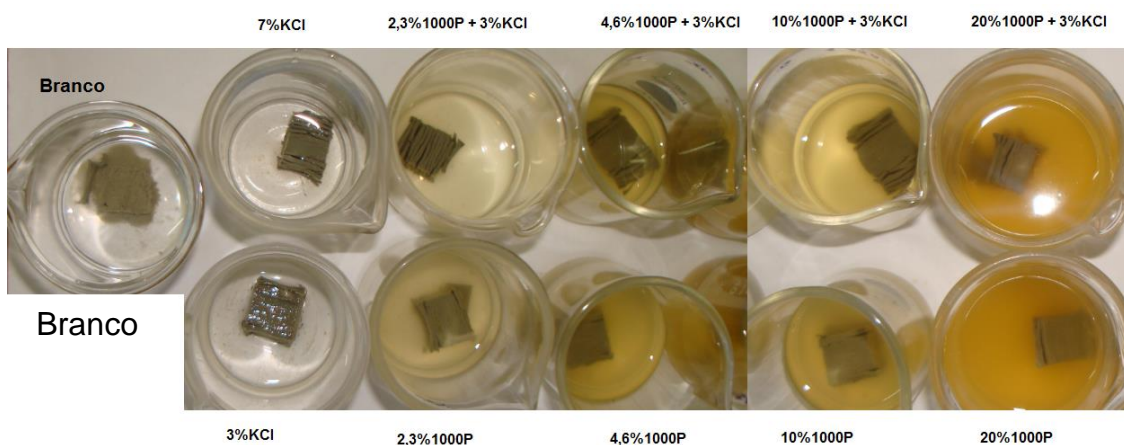 7%KCl
2,3%1000P + 3%KCl
4,6%1000P + 3%KCl
10%1000P + 3%KCl
20%1000P + 3%KCl
Branco
Branco
3%KCl
2,3%1000P
4,6%1000P
10%1000P
20%1000P